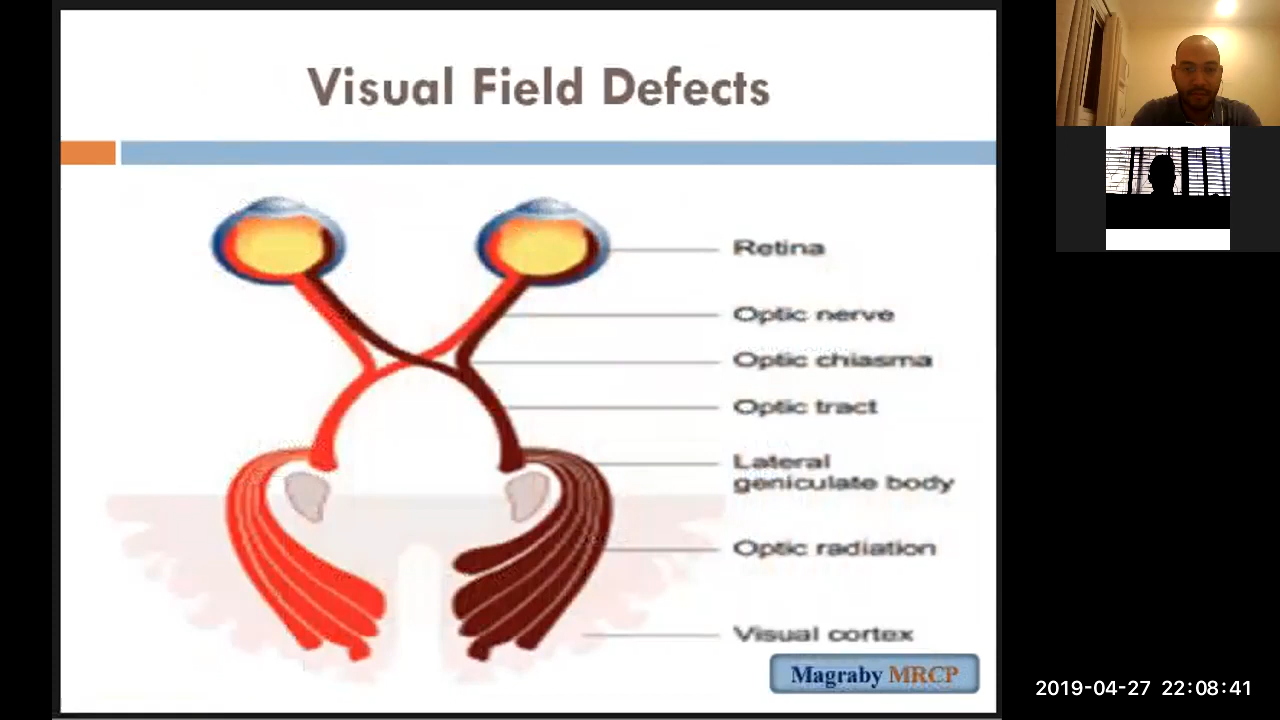 Visual Field Defects
Retina
Optic nerve
Optic chiasma
Optic tract
Lateral
geniculate body
Optic radiation
Visual cortex
Magraby MRCP
2019-04-27 22:08:41